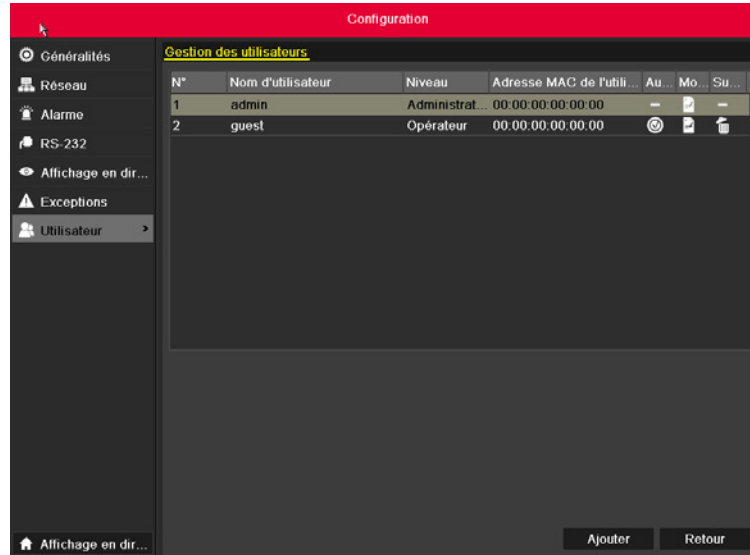 Configuration
Généralités
Réseau
Alarme
RS-232
Affichage en dir...
Exceptions
Utilisateur >
Affichage en dir...
Gestion des utilisateurs
N° Nom d'utilisateur Niveau Adresse MAC de l'utili... Au... Mo... Su...
1 admin Administrat... 00:00:00:00:00:00 –
2 guest Opérateur 00:00:00:00:00:00
Ajouter Retour